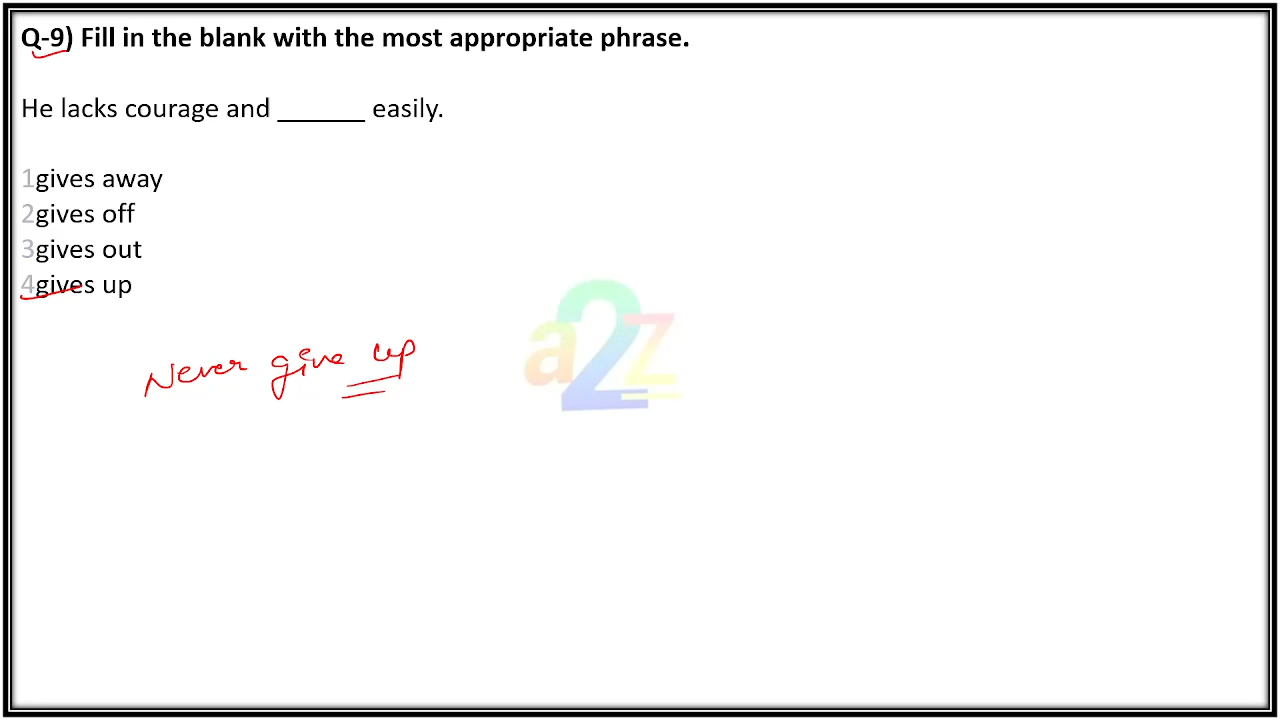 Q-9) Fill in the blank with the most appropriate phrase.
He lacks courage and ______ easily.
1gives away
2gives off
3gives out
4gives up
Never give up
a2z